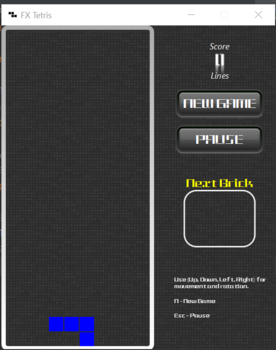 FX Tetris
Score
Lines
NEW GAME
PAUSE
Next Brick
Use (Up, Down, Left, Right) for
movement and rotation.
N - New Game
Esc - Pause